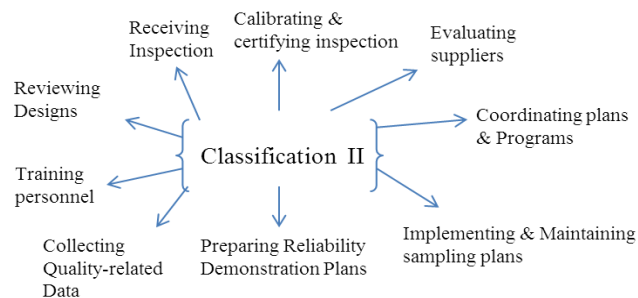 Receiving
Inspection
Calibrating &
certifying inspection
Evaluating
suppliers
Reviewing
Designs
Coordinating plans
& Programs
Classification II
Training
personnel
Collecting
Quality-related
Data
Preparing Reliability
Demonstration Plans
Implementing & Maintaining
sampling plans